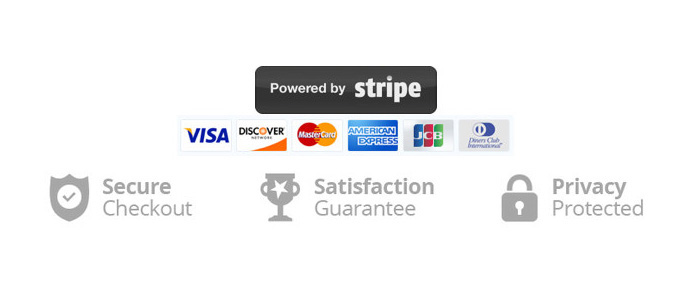 Powered by stripe
VISA
DISCOVER
NETWORK
MasterCard
AMERICAN
EXPRESS
JCB
Diners Club
International
Secure
Checkout
Satisfaction
Guarantee
Privacy
Protected